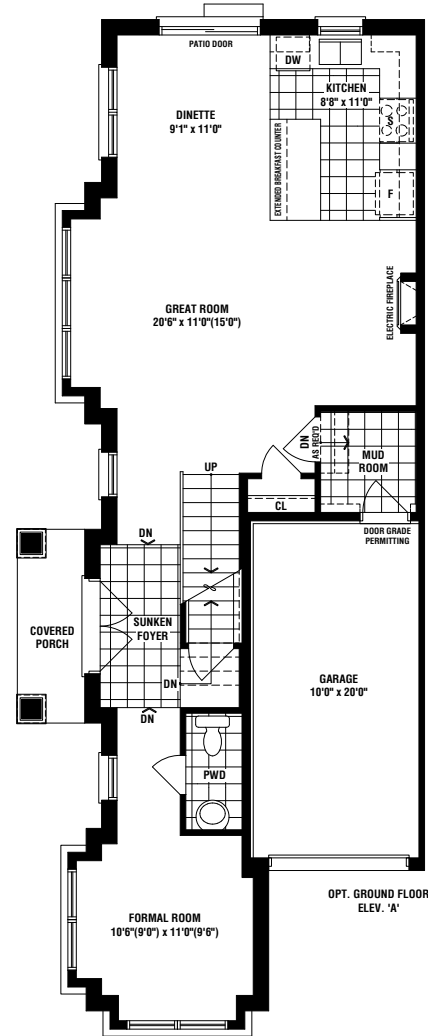 PATIO DOOR
DW
KITCHEN
8'8" x 11'0"
DINETTE
9'1" x 11'0"
S
EXTENDED BREAKFAST COUNTER
F
GREAT ROOM
20'6" x 11'0"(15'0")
ELECTRIC FIREPLACE
DN
AS REQ'D
MUD
ROOM
UP
CL
DOOR GRADE
PERMITTING
DN
COVERED
PORCH
SUNKEN
FOYER
GARAGE
10'0" x 20'0"
DN
DN
PWD
OPT. GROUND FLOOR
ELEV. 'A'
FORMAL ROOM
10'6"(9'0") x 11'0"(9'6")